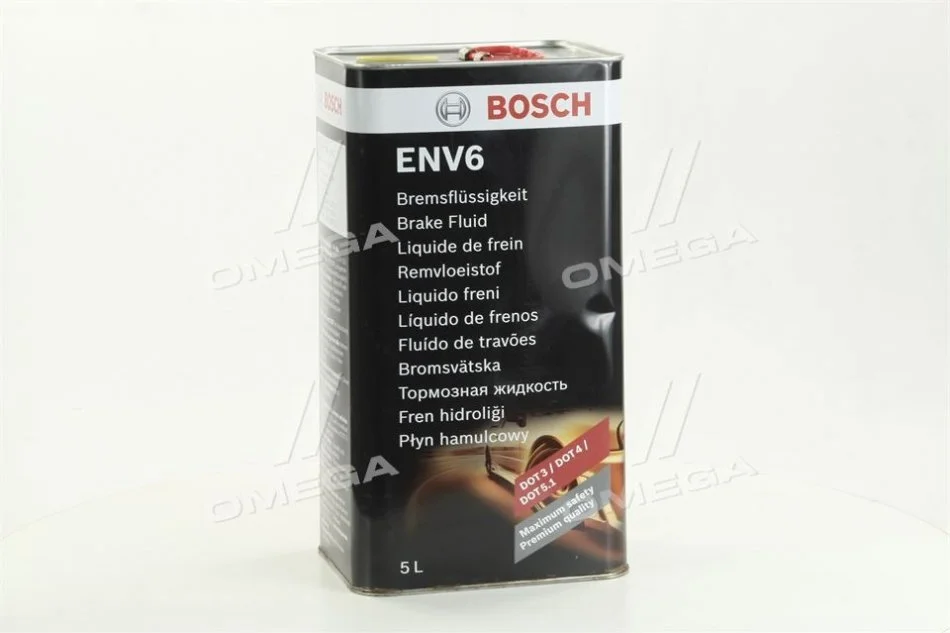 BOSCH
BOSCH
ENV6
Bremsflüssigkeit
Brake Fluid
Liquide de frein
Remvloeistof
Liquido freni
Líquido de frenos
Fluído de travões
Bromsvätska
Тормозная жидкость
Fren hidroliği
Płyn hamulcowy
DOT 3 / DOT 4 /
DOT 5.1
Maximum safety
Premium quality
5 L
OMEGA
OMEGA
OMEGA
OMEGA